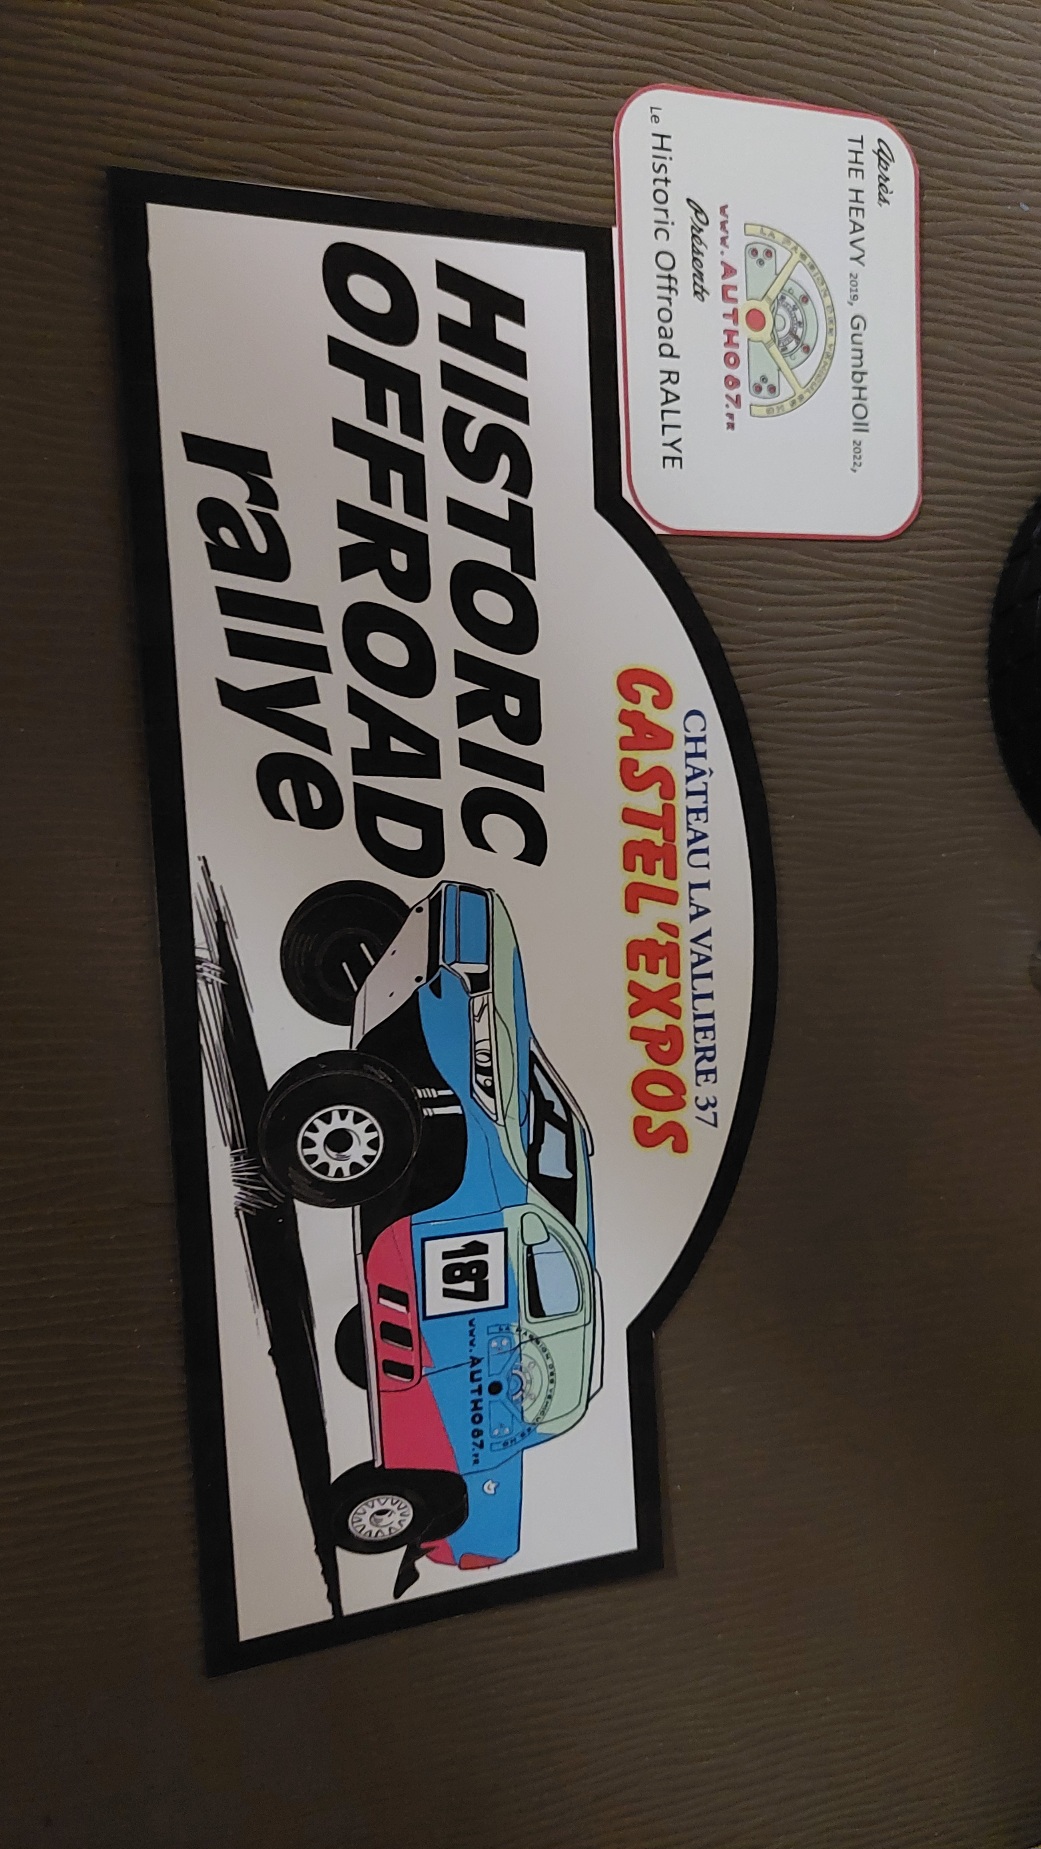 Après,
THE HEAVY 2019, GumbHOll 2022,
www.AUTHO67.FR
Présente
Le Historic Offroad RALLYE
CHÂTEAU LA VALLIERE 37
CASTEL'EXPOS
HISTORIC
OFFROAD
rallye
187
www.AUTHO67.FR